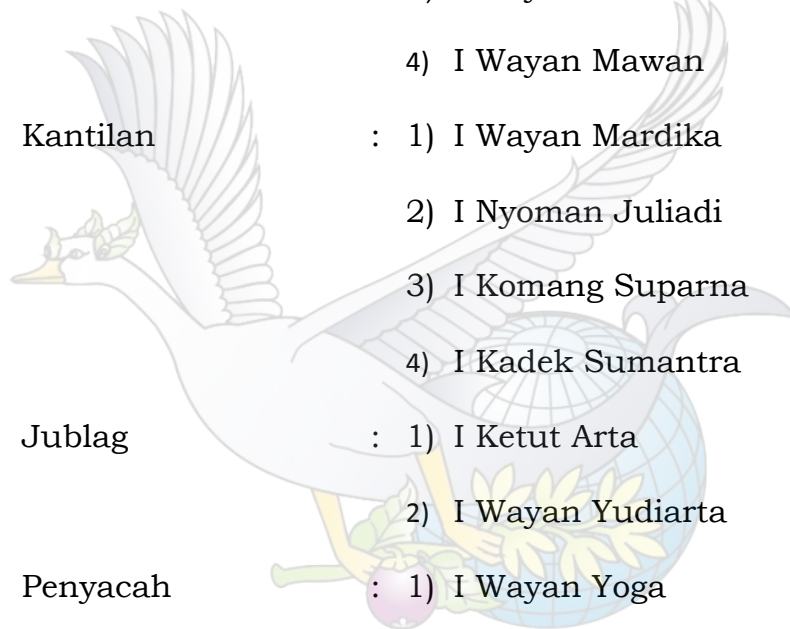 4) I Wayan Mawan
Kantilan : 1) I Wayan Mardika
2) I Nyoman Juliadi
3) I Komang Suparna
4) I Kadek Sumantra
Jublag : 1) I Ketut Arta
2) I Wayan Yudiarta
Penyacah : 1) I Wayan Yoga